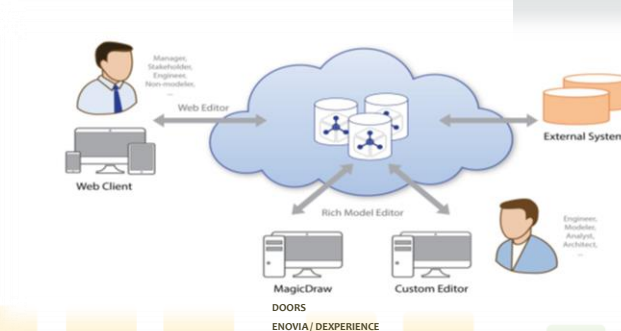 Manager,
Stakeholder,
Engineer,
Non-modeler,
...
Web Editor
External System
Web Client
Rich Model Editor
Engineer,
Modeler,
Analyst,
Architect,
...
MagicDraw
Custom Editor
DOORS
ENOVIA / DEXPERIENCE